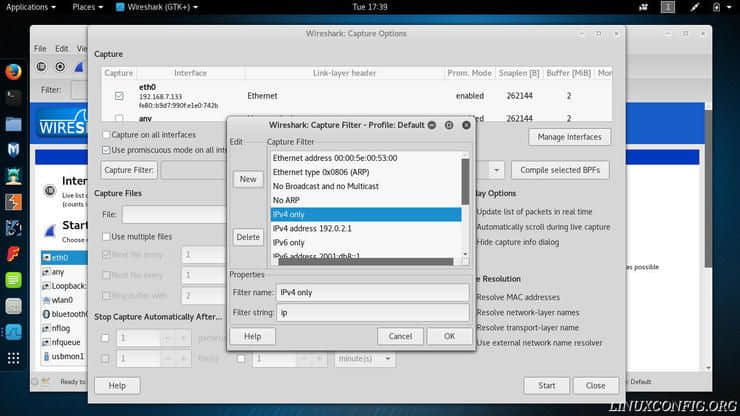 Applications Places Wireshark (GTK+) Tue 17:39 1
Wireshark: Capture Options
File Edit Vie
Filter:
WIRES
Inter
Live list
(counts i
Start
Choose
eth0
any
Loopback:
wlan0
bluetooth
nflog
nfqueue
usbmon1
Ready to
as possible
: Default
Capture
Capture Interface Link-layer header Prom. Mode Snaplen [B] Buffer [MiB] Mor
eth0
192.168.7.133
fe80::b9d7:990f:e1e0:742b
Ethernet enabled 262144 2
any enabled 262144 2
Capture on all interfaces
Use promiscuous mode on all int
Manage Interfaces
Capture Filter:
Compile selected BPFs
Capture Files
File:
Use multiple files
Next file every 1
Next file every 1
Ring buffer with 2
Stop Capture Automatically After...
1
1
1 minute(s)
lay Options
Update list of packets in real time
Automatically scroll during live capture
Hide capture info dialog
e Resolution
Resolve MAC addresses
Resolve network-layer names
Resolve transport-layer name
Use external network name resolver
Help Start Close
Wireshark: Capture Filter - Profile: Default
Edit Capture Filter
New
Delete
Ethernet address 00:00:5e:00:53:00
Ethernet type 0x0806 (ARP)
No Broadcast and no Multicast
No ARP
IPv4 only
IPv4 address 192.0.2.1
IPv6 only
IPv6 address 2001:db8::1
Properties
Filter name: IPv4 only
Filter string: ip
Help Cancel OK
LINUXCONFIG.ORG